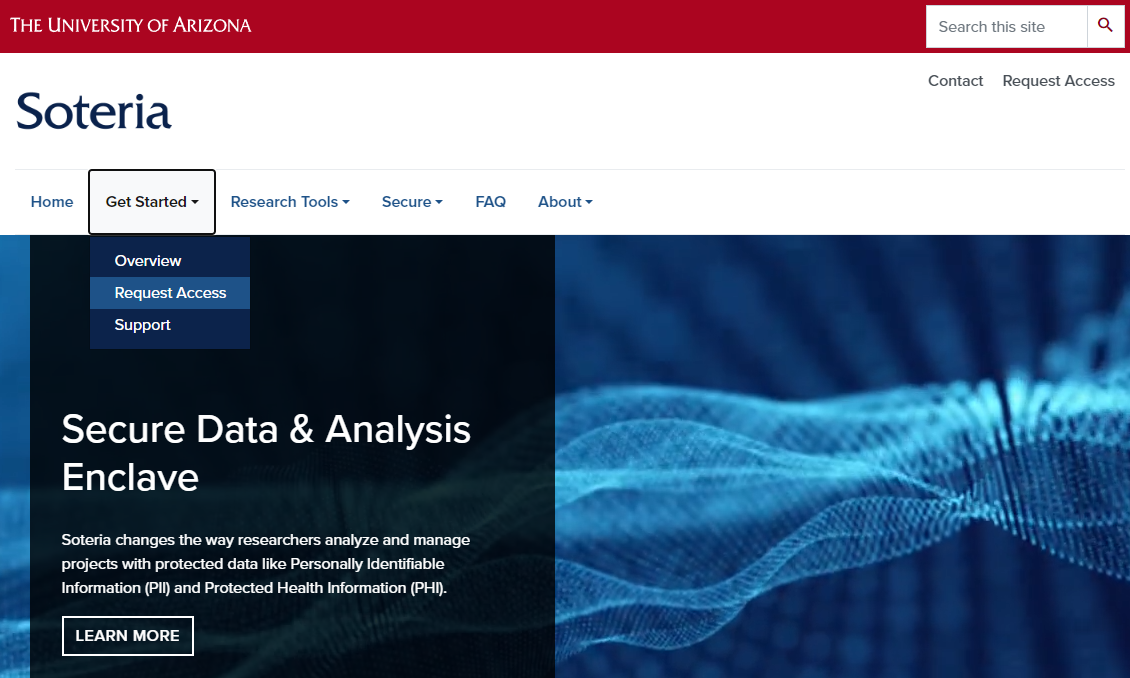 THE UNIVERSITY OF ARIZONA
Search this site
Contact Request Access
Soteria
Home Get Started Research Tools Secure FAQ About
Overview
Request Access
Support
Secure Data & Analysis
Enclave
Soteria changes the way researchers analyze and manage
projects with protected data like Personally Identifiable
Information (PII) and Protected Health Information (PHI).
LEARN MORE